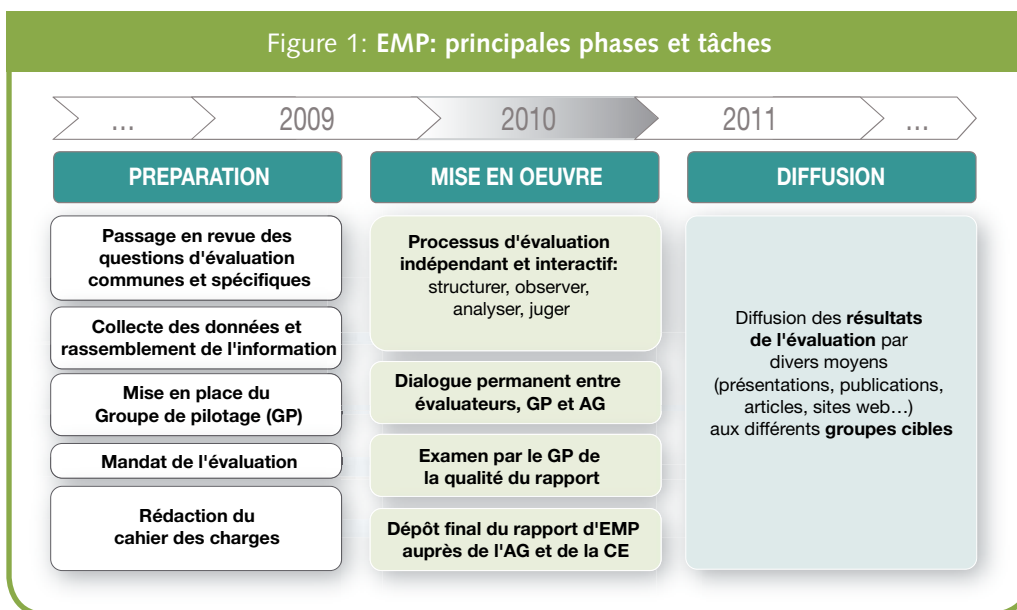 Figure 1: EMP: principales phases et tâches
... 2009 2010 2011 ...
PREPARATION
Passage en revue des
questions d'évaluation
communes et spécifiques
Collecte des données et
rassemblement de l'information
Mise en place du
Groupe de pilotage (GP)
Mandat de l'évaluation
Rédaction du
cahier des charges
MISE EN OEUVRE
Processus d'évaluation
indépendant et interactif:
structurer, observer,
analyser, juger
Dialogue permanent entre
évaluateurs, GP et AG
Examen par le GP de
la qualité du rapport
Dépôt final du rapport d'EMP
auprès de l'AG et de la CE
DIFFUSION
Diffusion des résultats
de l'évaluation par
divers moyens
(présentations, publications,
articles, sites web…)
aux différents groupes cibles